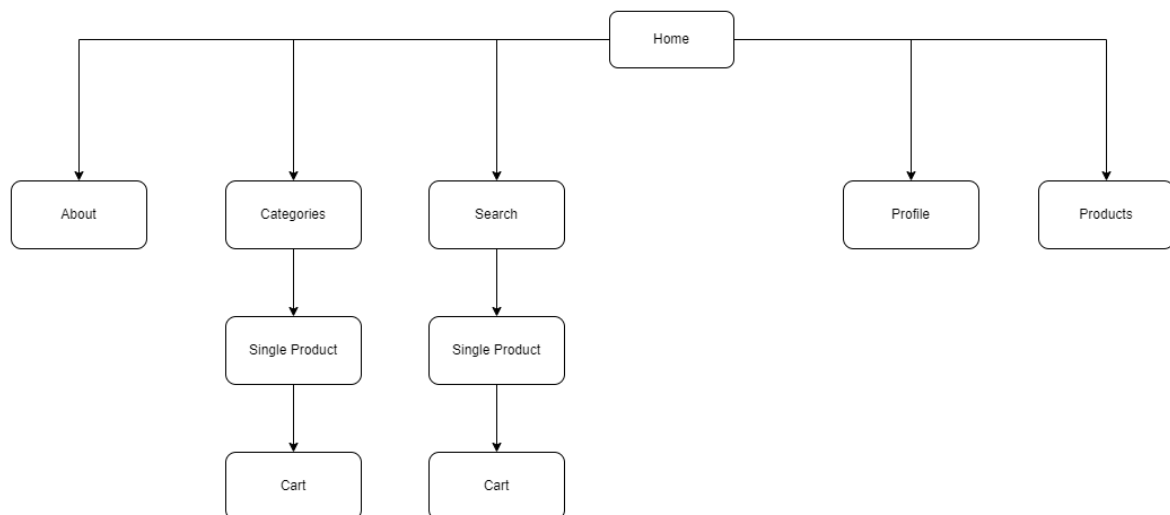 Home
About
Categories
Search
Profile
Products
Single Product
Single Product
Cart
Cart